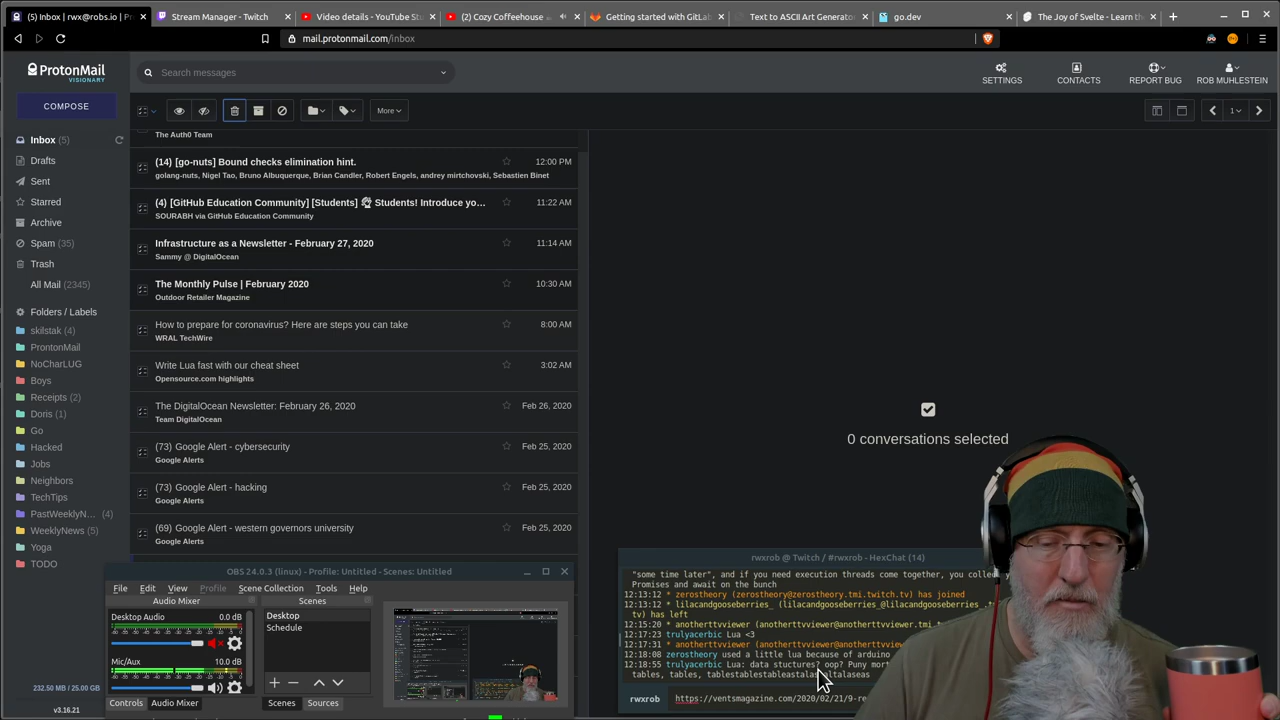 (5) Inbox | rwx@robs.io | Pro
Stream Manager - Twitch
Video details - YouTube St
(2) Cozy Coffeehouse
Getting started with GitLab
Text to ASCII Art Generator
go.dev
The Joy of Svelte - Learn th
mail.protonmail.com/inbox
ProtonMail
VISIONARY
Search messages
SETTINGS
CONTACTS
REPORT BUG
ROB MUHLESTEIN
COMPOSE
More
1
Inbox (5)
Drafts
Sent
Starred
Archive
Spam (35)
Trash
All Mail (2345)
Folders / Labels
skilstak (4)
ProntonMail
NoCharLUG
Boys
Receipts (2)
Doris (1)
Go
Hacked
Jobs
Neighbors
TechTips
PastWeeklyN... (4)
WeeklyNews (5)
Yoga
TODO
232.50 MB / 25.00 GB
v3.16.21
The Auth0 Team
(14) [go-nuts] Bound checks elimination hint. 12:00 PM
golang-nuts, Nigel Tao, Bruno Albuquerque, Brian Candler, Robert Engels, andrey mirtchovski, Sebastien Binet
(4) [GitHub Education Community] [Students] Students! Introduce yo... 11:22 AM
SOURABH via GitHub Education Community
Infrastructure as a Newsletter - February 27, 2020 11:14 AM
Sammy @ DigitalOcean
The Monthly Pulse | February 2020 10:30 AM
Outdoor Retailer Magazine
How to prepare for coronavirus? Here are steps you can take 8:00 AM
WRAL TechWire
Write Lua fast with our cheat sheet 3:02 AM
Opensource.com highlights
The DigitalOcean Newsletter: February 26, 2020 Feb 26, 2020
Team DigitalOcean
(73) Google Alert - cybersecurity Feb 25, 2020
Google Alerts
(73) Google Alert - hacking Feb 25, 2020
Google Alerts
(69) Google Alert - western governors university Feb 25, 2020
Google Alerts
0 conversations selected
OBS 24.0.3 (linux) - Profile: Untitled - Scenes: Untitled
File Edit View Profile Scene Collection Tools Help
Audio Mixer
Scenes
Desktop Audio 0.0 dB
Mic/Aux 10.0 dB
Desktop
Schedule
Controls Audio Mixer
Scenes Sources
rwxrob @ Twitch / #rwxrob - HexChat (14)
"some time later", and if you need execution threads come together, you collect
Promises and await on the bunch
12:13:12 * zerostheory (zerostheory@zerostheory.tmi.twitch.tv) has joined
12:13:12 * lilacandgooseberries_ (lilacandgooseberries_@lilacandgooseberries_.
tv) has left
12:15:20 * anotherttvviewer (anotherttvviewer@anotherttvviewer.tmi.
12:17:23 trulyacerbic Lua <3
12:17:31 * anotherttvviewer (anotherttvviewer@anotherttv
12:18:08 zerostheory used a little lua because of arduino
12:18:55 trulyacerbic Lua: data stuctures? oop? Puny mort
tables, tables,
rwxrob https://ventsmagazine.com/2020/02/21/9-re